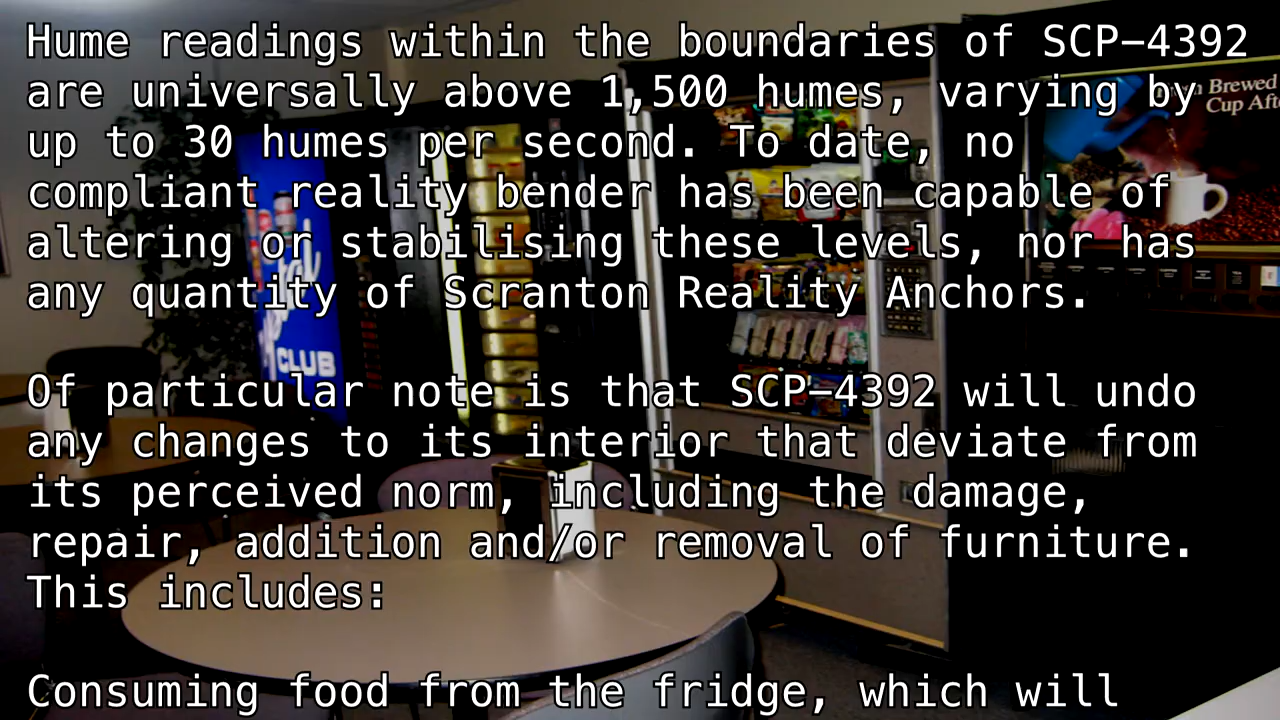 Hume readings within the boundaries of SCP-4392
are universally above 1,500 humes, varying by
up to 30 humes per second. To date, no
compliant reality bender has been capable of
altering or stabilising these levels, nor has
any quantity of Scranton Reality Anchors.
Of particular note is that SCP-4392 will undo
any changes to its interior that deviate from
its perceived norm, including the damage,
repair, addition and/or removal of furniture.
This includes:
Consuming food from the fridge, which will
Brewed
Cup
CLUB